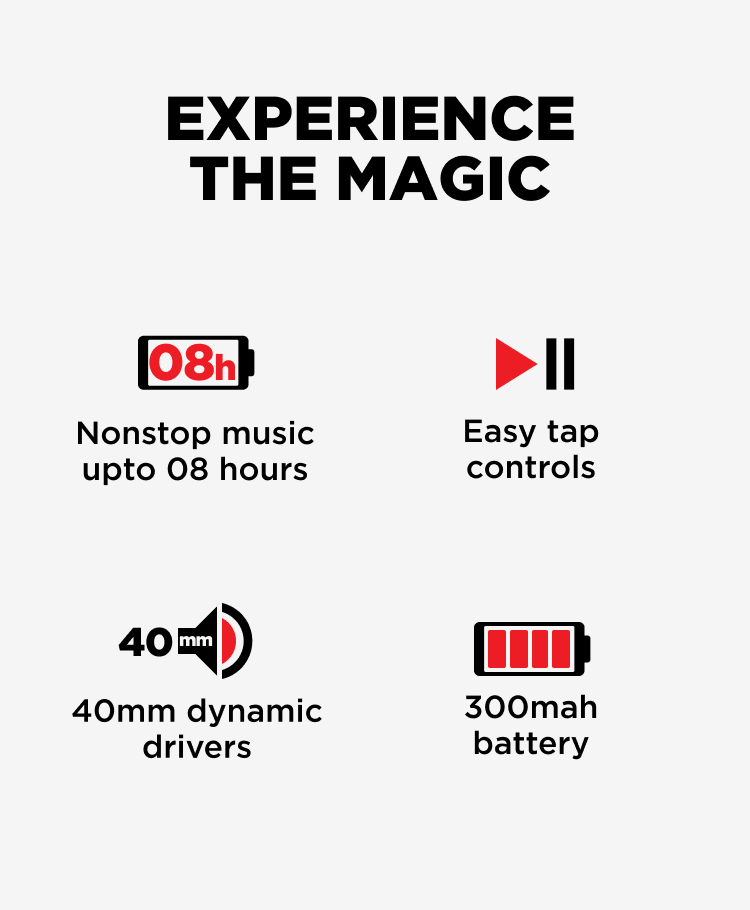 EXPERIENCE
THE MAGIC
08h
Nonstop music
upto 08 hours
Easy tap
controls
40 mm
40mm dynamic
drivers
300mah
battery